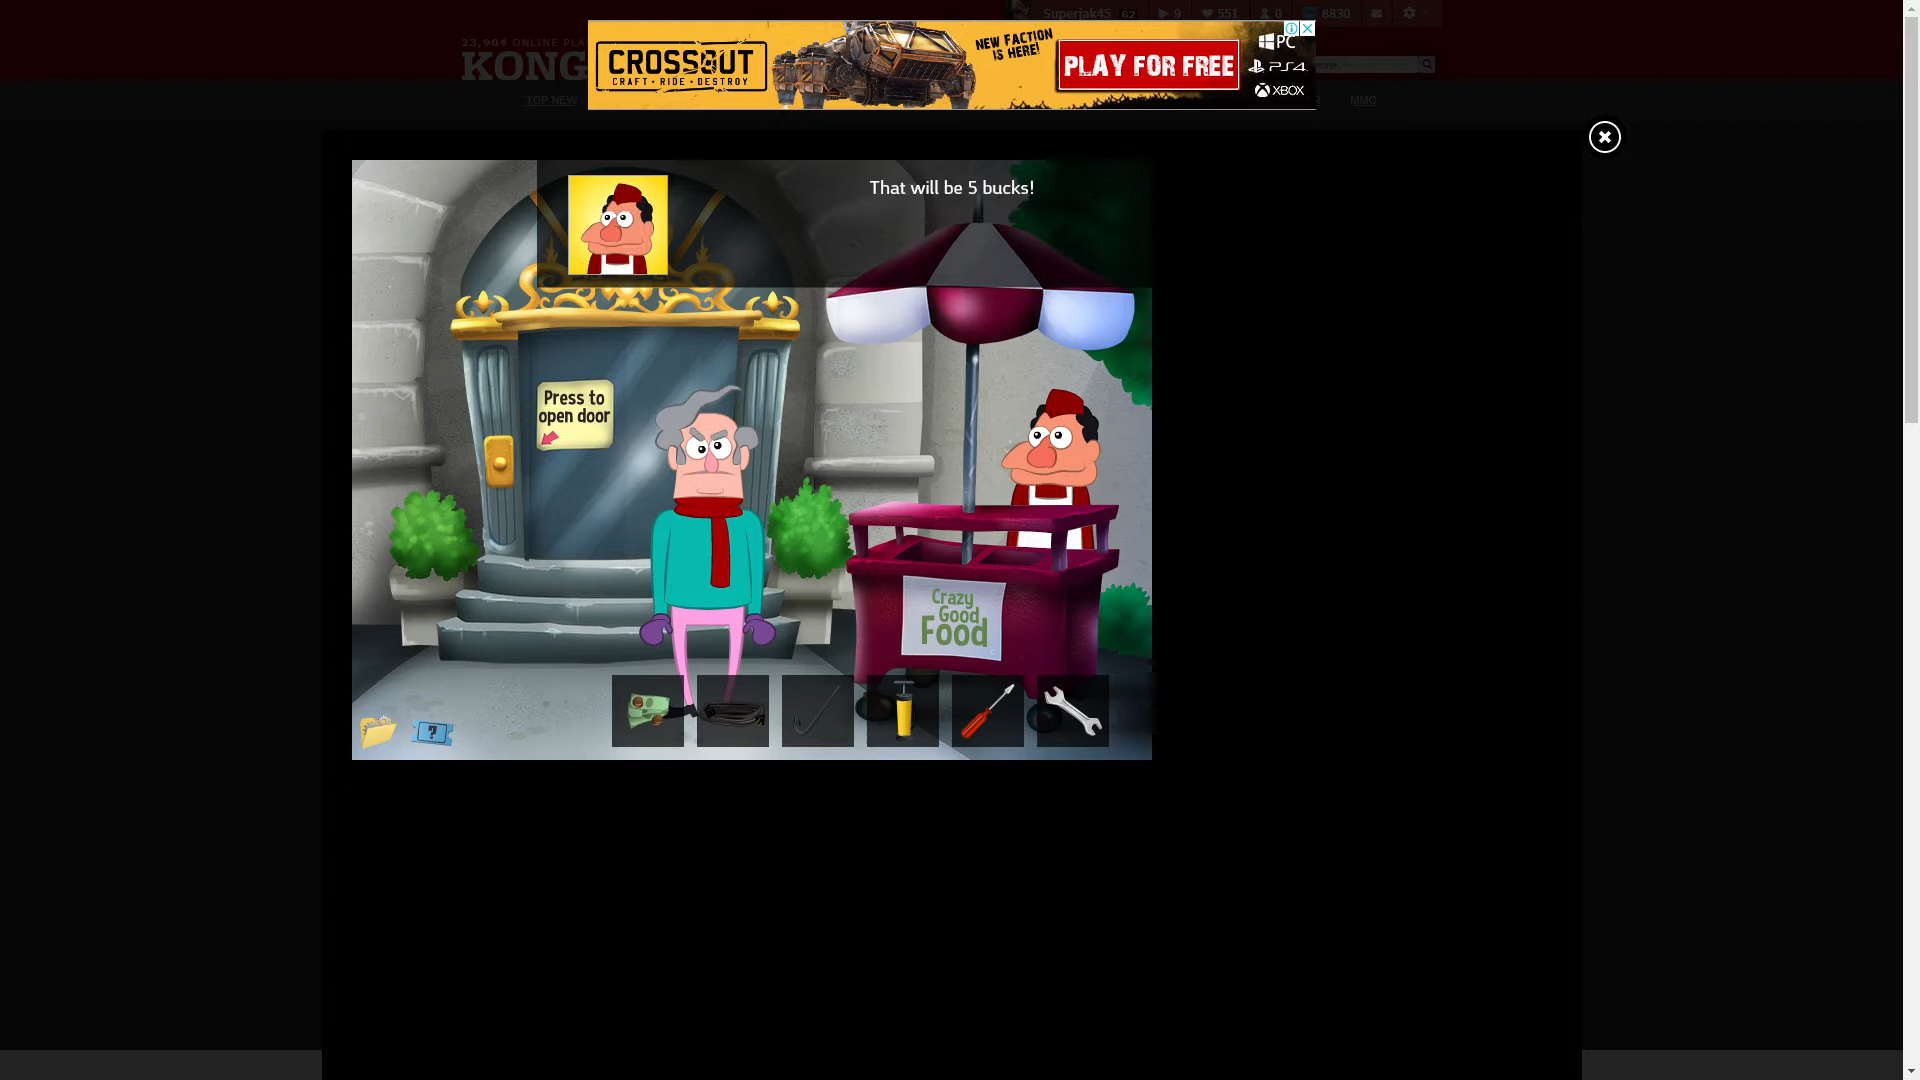 Superjak45 62 9 551 0 8830
23,904 ONLINE PLA
KONG
TOP NEW
MMO
CROSSOUT
CRAFT • RIDE • DESTROY
NEW FACTION
IS HERE!
PLAY FOR FREE
PC
PS4
XBOX
That will be 5 bucks!
Press to
open door
Crazy
Good
Food
?